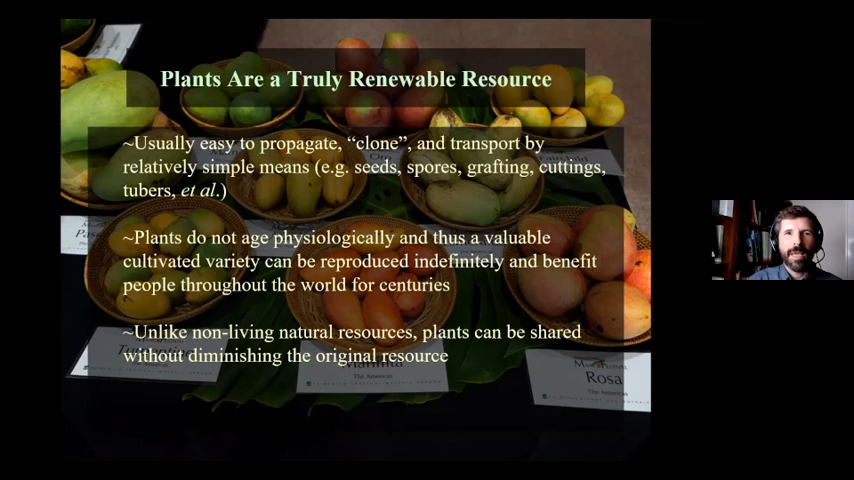 Plants Are a Truly Renewable Resource
~Usually easy to propagate, “clone”, and transport by
relatively simple means (e.g. seeds, spores, grafting, cuttings,
tubers, et al.)
~Plants do not age physiologically and thus a valuable
cultivated variety can be reproduced indefinitely and benefit
people throughout the world for centuries
~Unlike non-living natural resources, plants can be shared
without diminishing the original resource
The Americas
The Americas
Rosa
The Americas